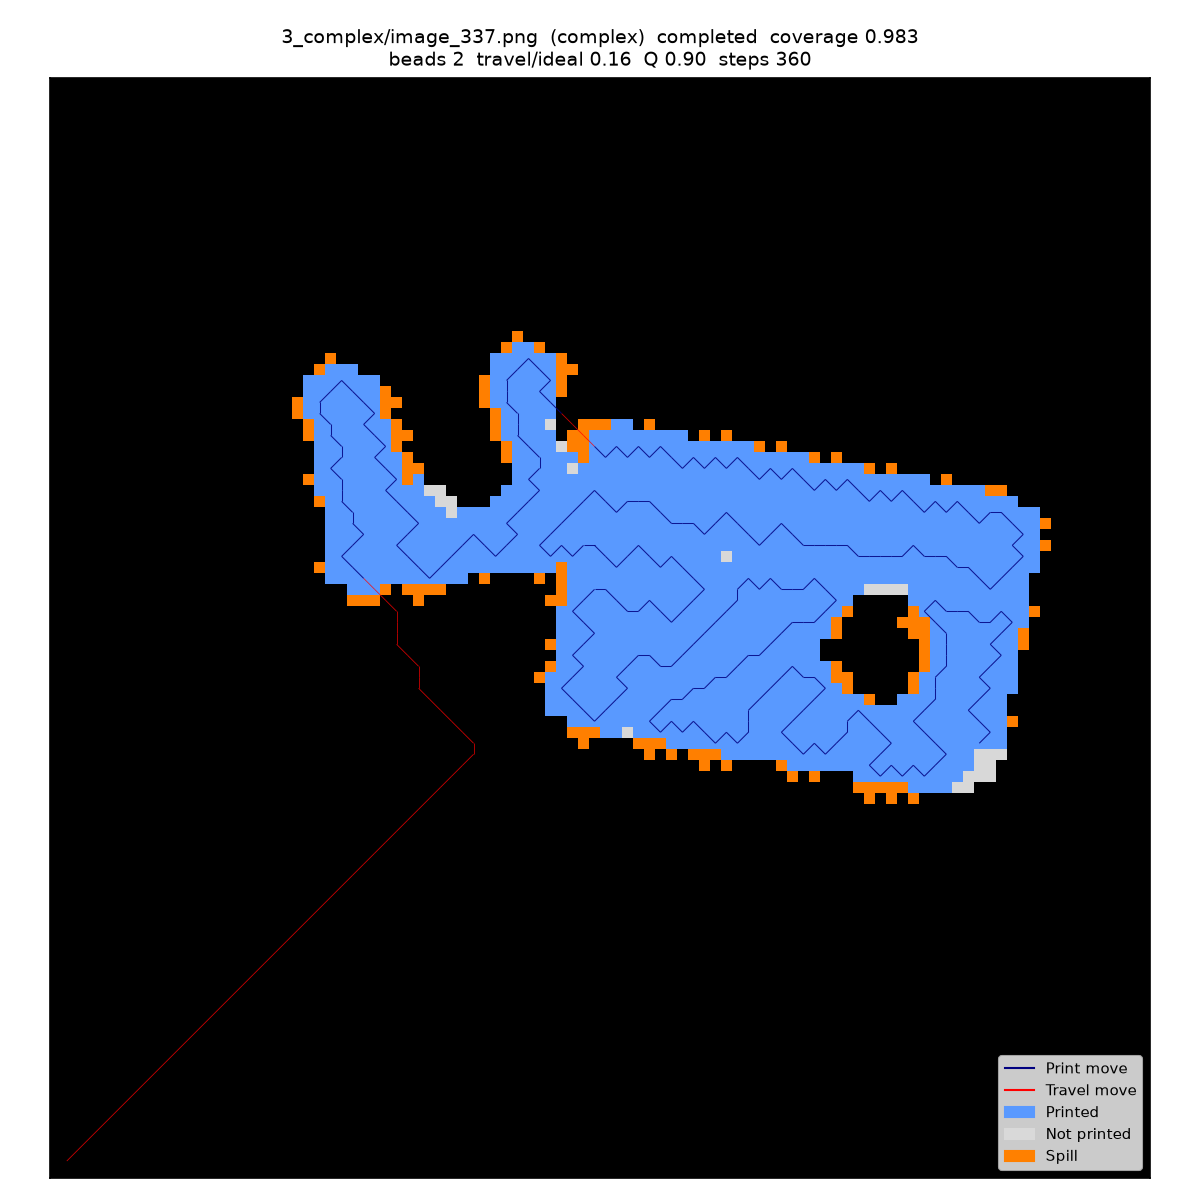 3_complex/image_337.png  (complex)  completed  coverage 0.983
beads 2  travel/ideal 0.16  Q 0.90  steps 360
Print move
Travel move
Printed
Not printed
Spill